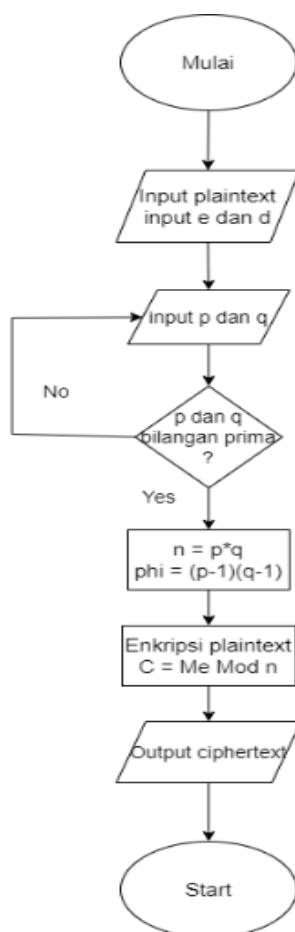 Mulai
Input plaintext
input e dan d
input p dan q
No
p dan q
bilangan prima
?
Yes
n = p*q
phi = (p-1)(q-1)
Enkripsi plaintext
C = Me Mod n
Output ciphertext
Start